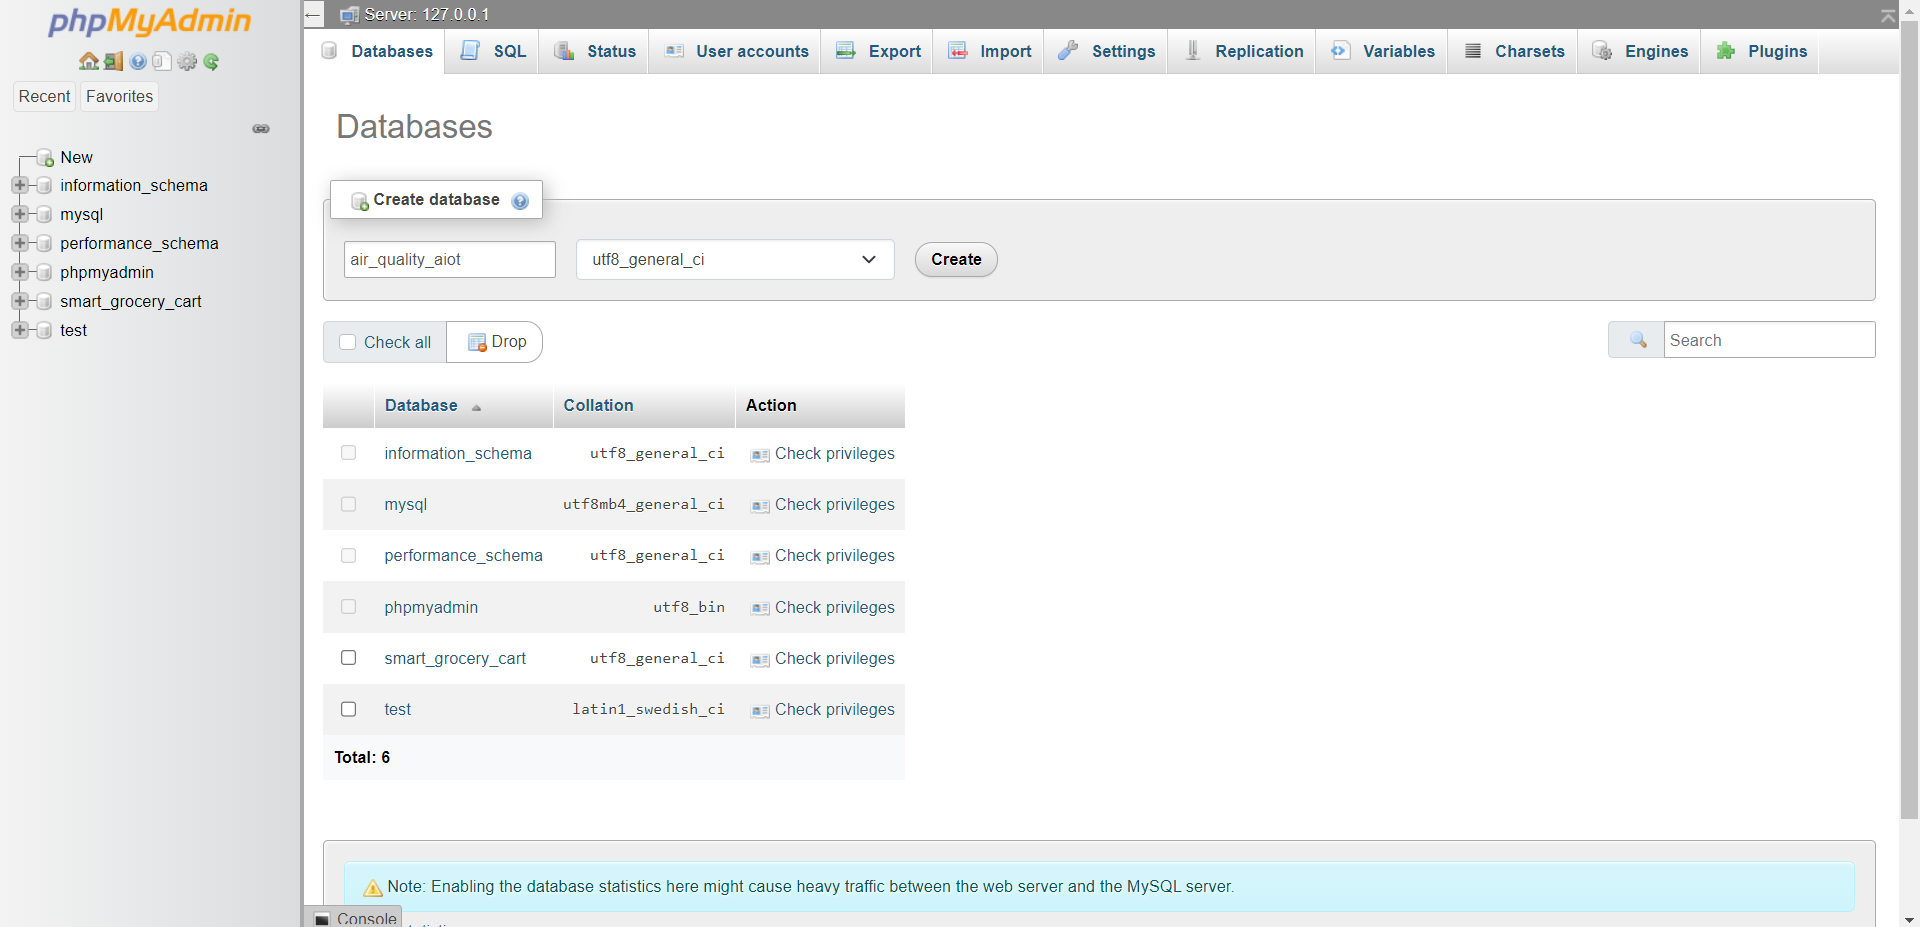 phpMyAdmin
Recent
Favorites
New
information_schema
mysql
performance_schema
phpmyadmin
smart_grocery_cart
test
Server: 127.0.0.1
Databases
SQL
Status
User accounts
Export
Import
Settings
Replication
Variables
Charsets
Engines
Plugins
Databases
Create database
air_quality_aiot
utf8_general_ci
Create
Check all
Drop
Search
Database Collation Action
information_schema utf8_general_ci Check privileges
mysql utf8mb4_general_ci Check privileges
performance_schema utf8_general_ci Check privileges
phpmyadmin utf8_bin Check privileges
smart_grocery_cart utf8_general_ci Check privileges
test latin1_swedish_ci Check privileges
Total: 6
Note: Enabling the database statistics here might cause heavy traffic between the web server and the MySQL server.
Console